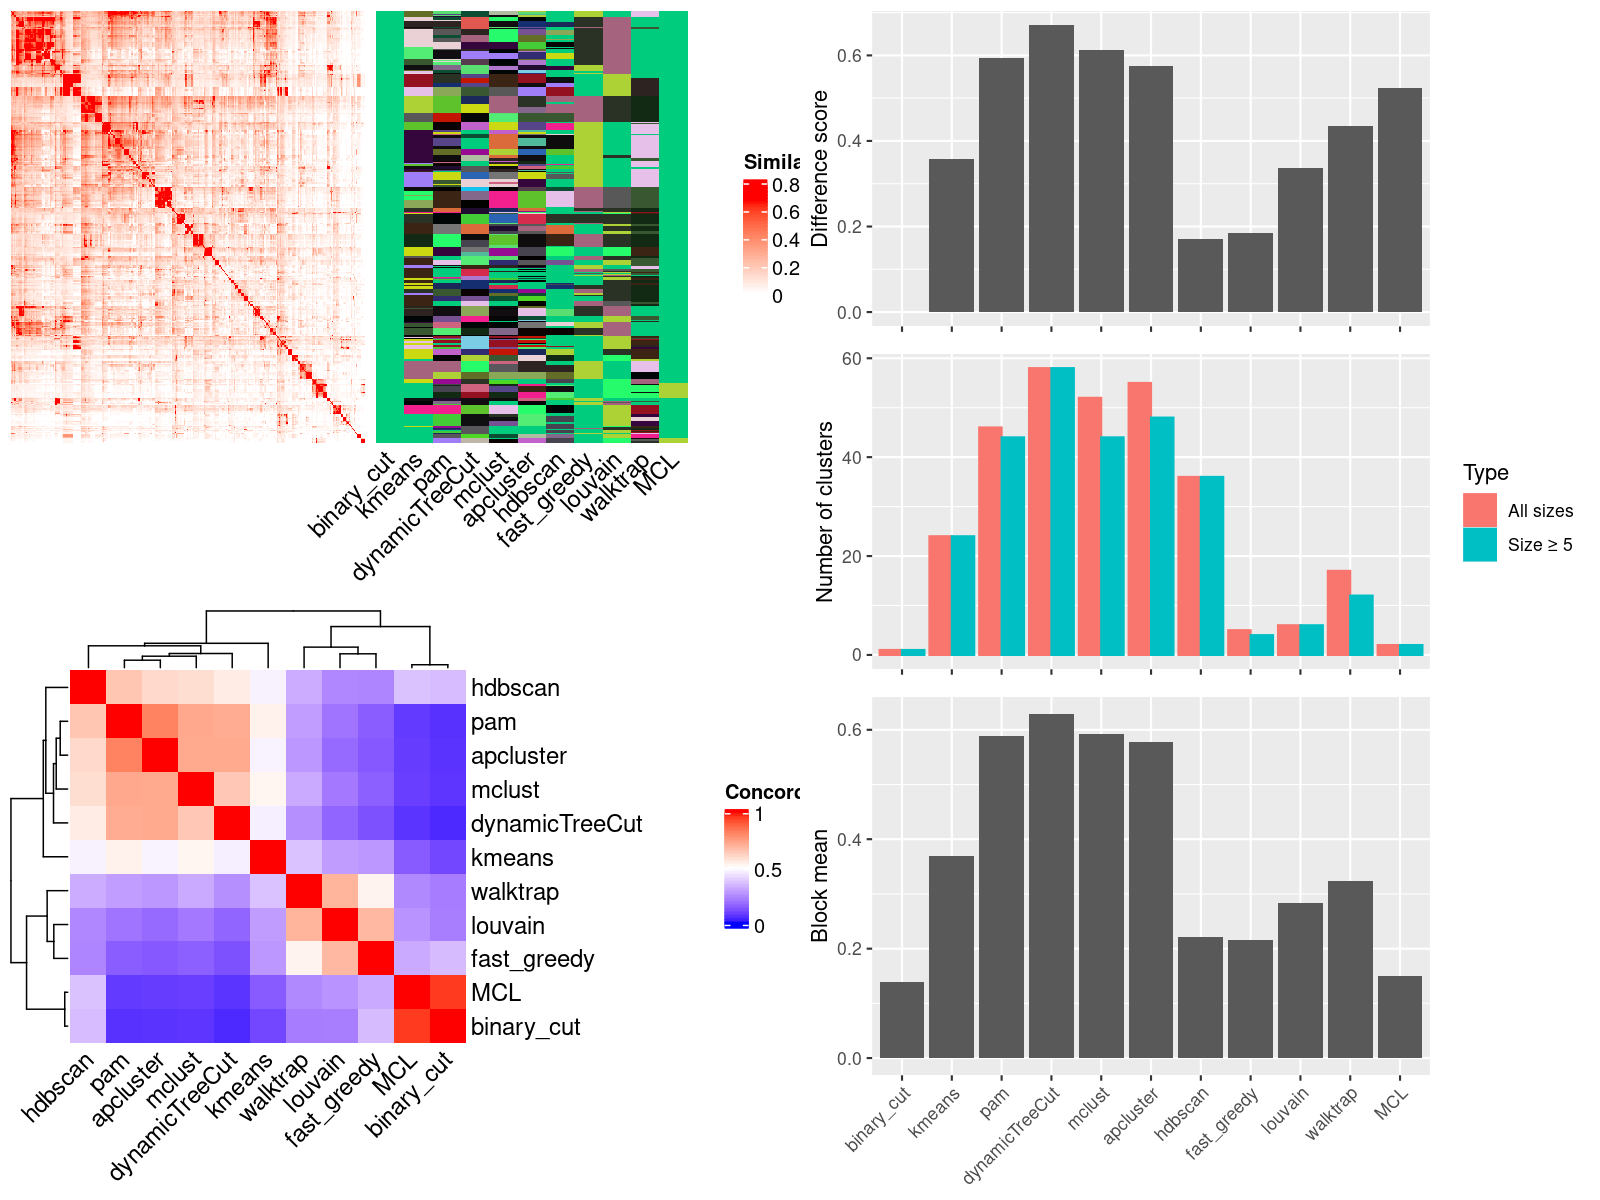 Simila
0.8
0.6
0.4
0.2
0
binary_cut
kmeans
pam
dynamicTreeCut
mclust
apcluster
hdbscan
fast_greedy
louvain
walktrap
MCL
hdbscan
pam
apcluster
mclust
dynamicTreeCut
kmeans
walktrap
louvain
fast_greedy
MCL
binary_cut
hdbscan
pam
apcluster
mclust
dynamicTreeCut
kmeans
walktrap
louvain
fast_greedy
MCL
binary_cut
Concord
1
0.5
0
Difference score
0.6
0.4
0.2
0.0
Number of clusters
60
40
20
0
Type
All sizes
Size ≥ 5
Block mean
0.6
0.4
0.2
0.0
binary_cut
kmeans
pam
dynamicTreeCut
mclust
apcluster
hdbscan
fast_greedy
louvain
walktrap
MCL